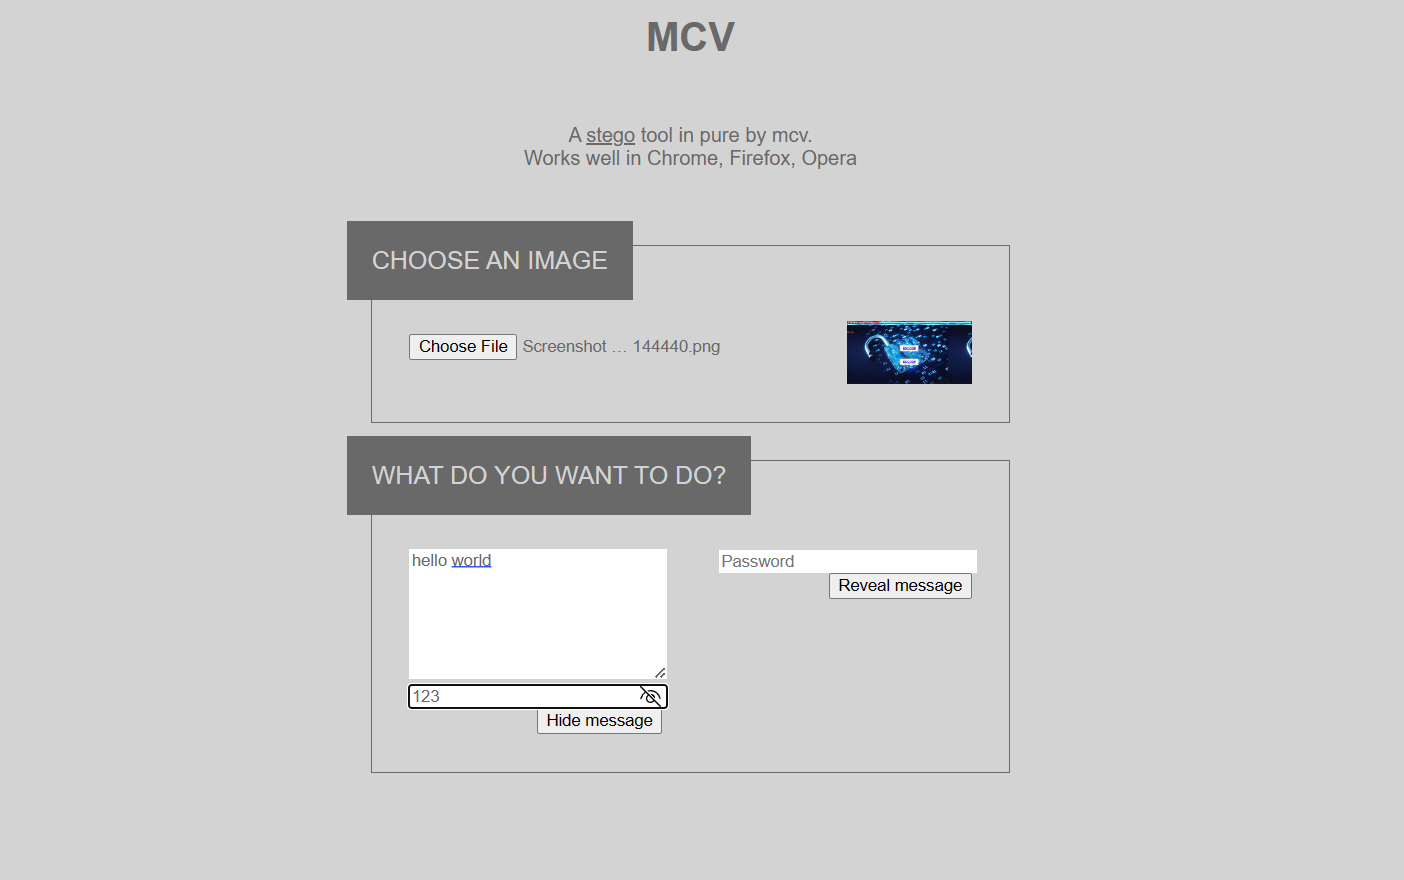 MCV
A stego tool in pure by mcv.
Works well in Chrome, Firefox, Opera
CHOOSE AN IMAGE
Choose File Screenshot ... 144440.png
WHAT DO YOU WANT TO DO?
hello world
123
Hide message
Password
Reveal message